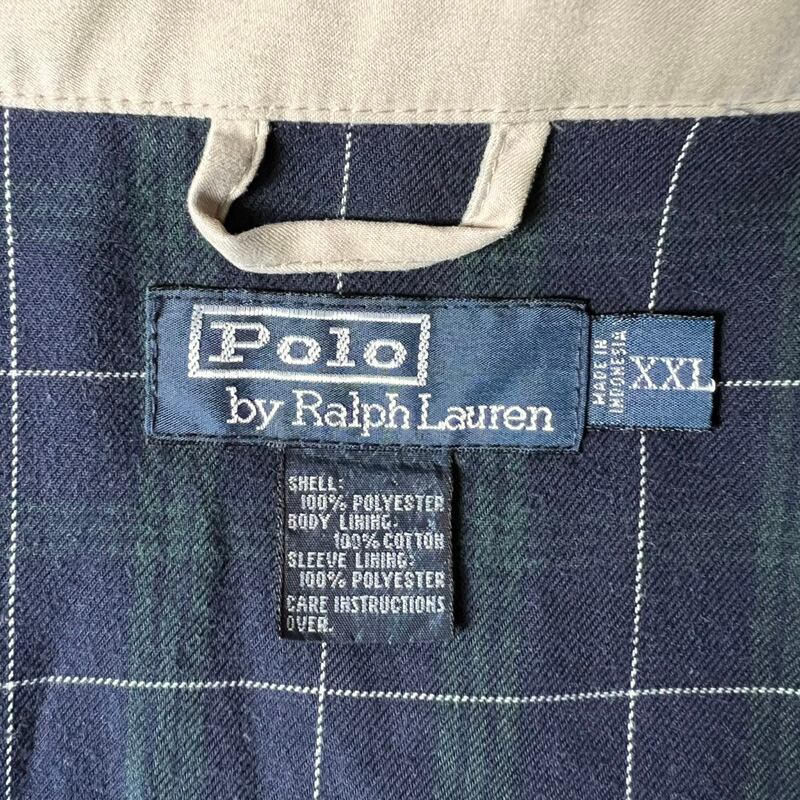 Polo
by Ralph Lauren
MADE IN
INDONESIA
XXL
SHELL:
100% POLYESTER
BODY LINING:
100% COTTON
SLEEVE LINING:
100% POLYESTER
CARE INSTRUCTIONS
OVER.